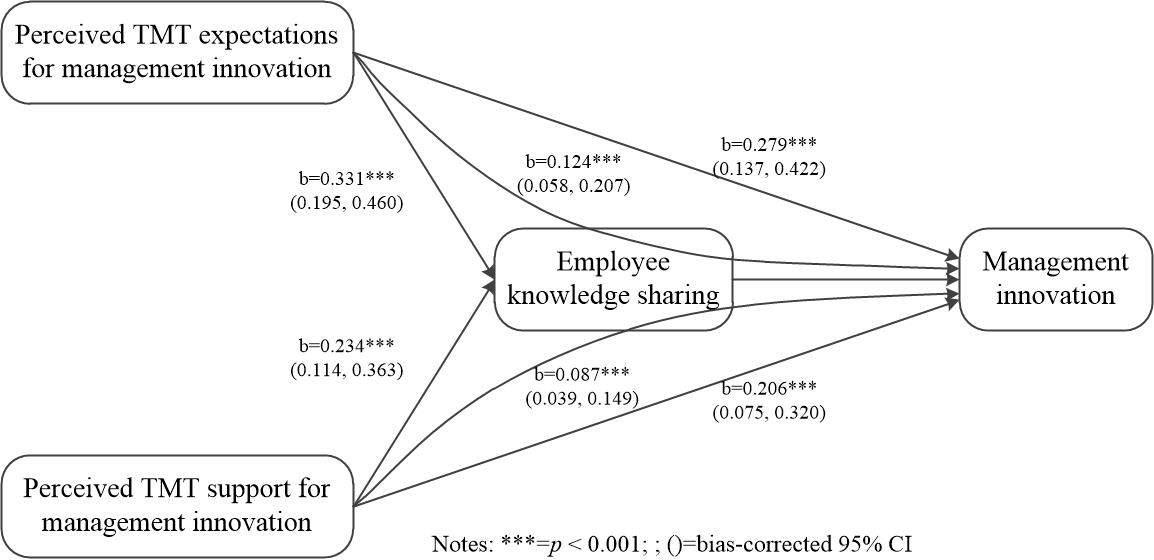 Perceived TMT expectations
for management innovation
b=0.279***
(0.137, 0.422)
b=0.124***
(0.058, 0.207)
b=0.331***
(0.195, 0.460)
Employee
knowledge sharing
Management
innovation
b=0.234***
(0.114, 0.363)
b=0.087***
(0.039, 0.149)
b=0.206***
(0.075, 0.320)
Perceived TMT support for
management innovation
Notes: ***=p < 0.001; ; ()=bias-corrected 95% CI